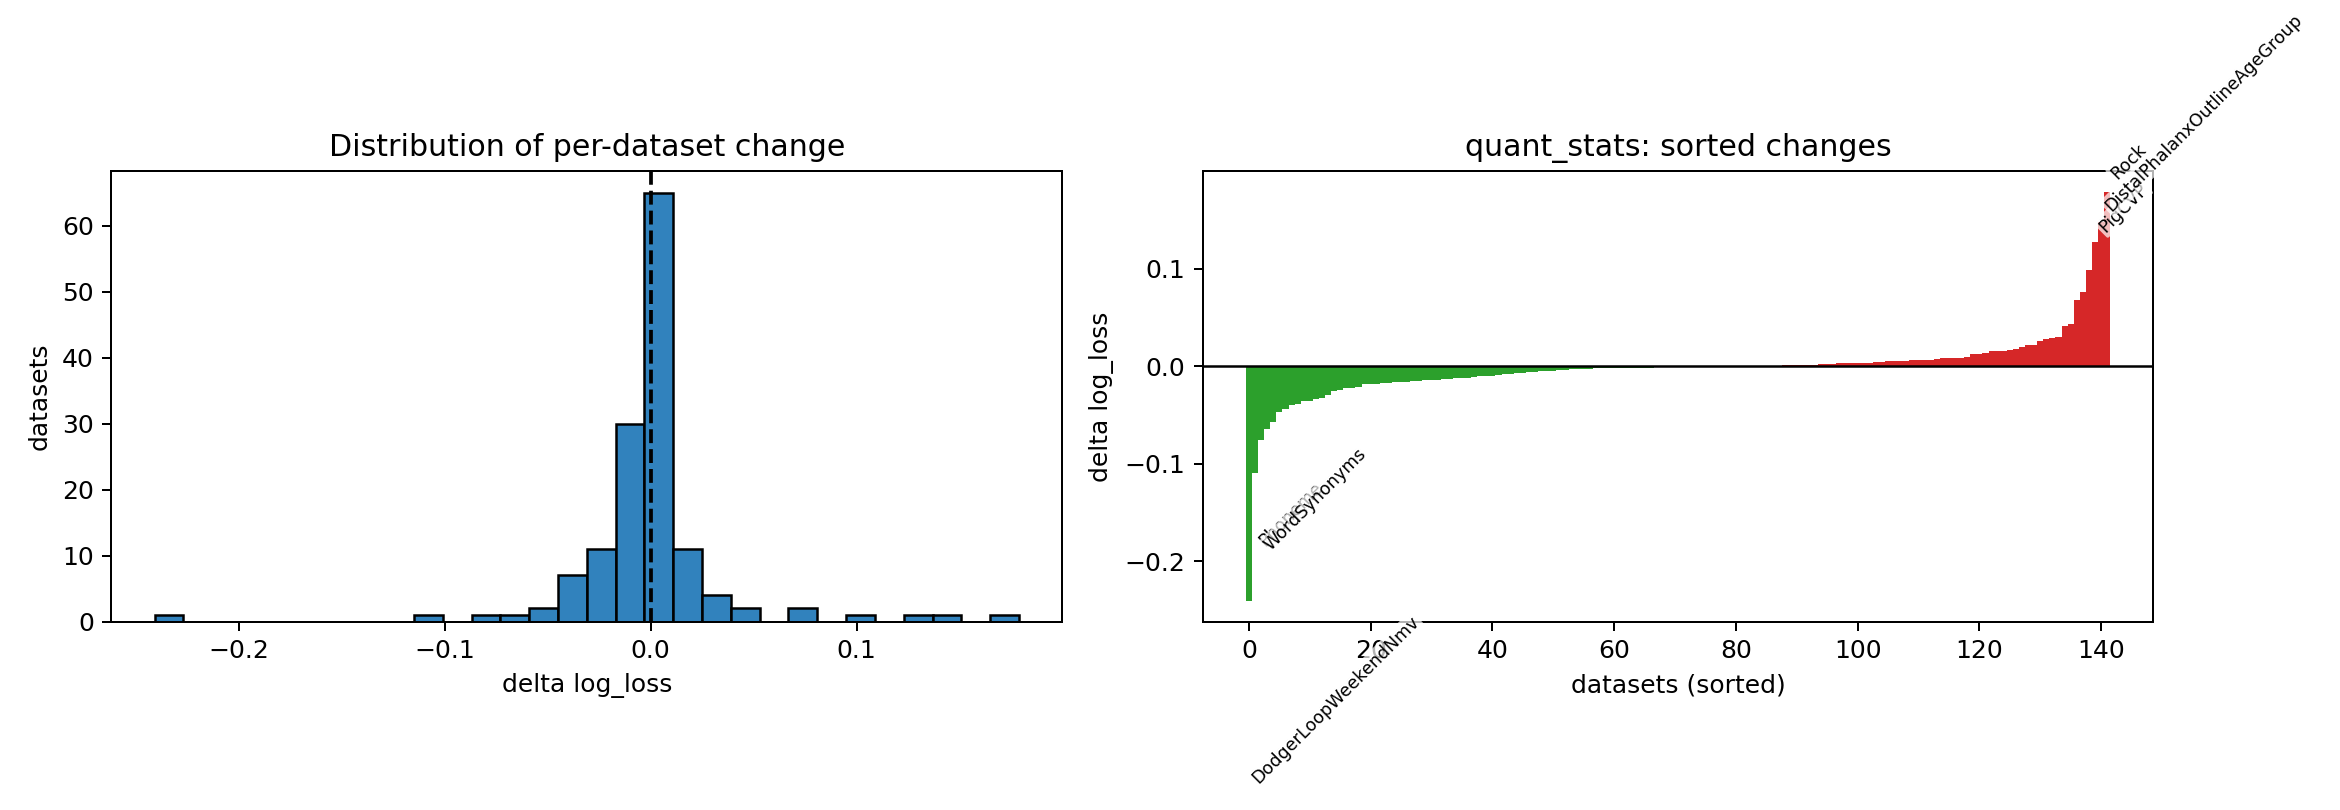 Distribution of per-dataset change
datasets
60
50
40
30
20
10
0
−0.2
−0.1
0.0
0.1
delta log_loss
quant_stats: sorted changes
delta log_loss
0.1
0.0
−0.1
−0.2
Rock
DistalPhalanxOutlineAgeGroup
WordSynonyms
DodgerLoopWeekendNmv
0
20
40
60
80
100
120
140
datasets (sorted)